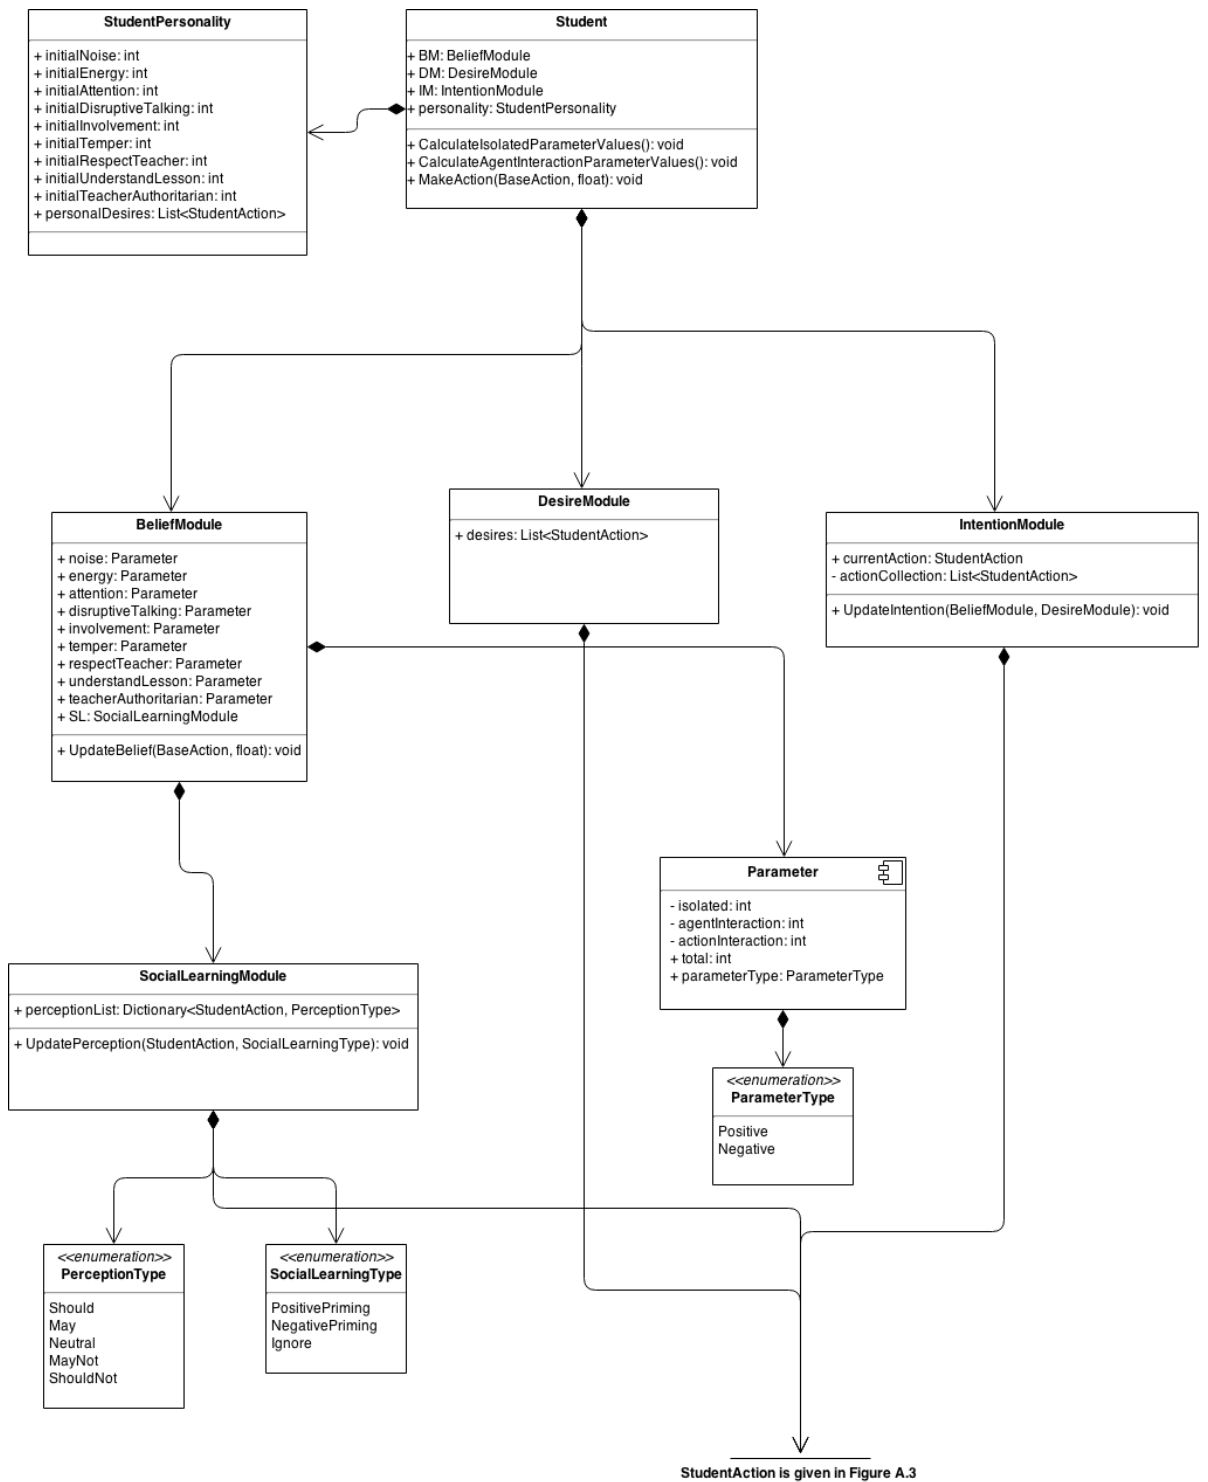 StudentPersonality
+ initialNoise: int
+ initialEnergy: int
+ initialAttention: int
+ initialDisruptiveTalking: int
+ initialInvolvement: int
+ initialTemper: int
+ initialRespectTeacher: int
+ initialUnderstandLesson: int
+ initialTeacherAuthoritarian: int
+ personalDesires: List<StudentAction>
Student
+ BM: BeliefModule
+ DM: DesireModule
+ IM: IntentionModule
+ personality: StudentPersonality
+ CalculateIsolatedParameterValues(): void
+ CalculateAgentInteractionParameterValues(): void
+ MakeAction(BaseAction, float): void
BeliefModule
+ noise: Parameter
+ energy: Parameter
+ attention: Parameter
+ disruptiveTalking: Parameter
+ involvement: Parameter
+ temper: Parameter
+ respectTeacher: Parameter
+ understandLesson: Parameter
+ teacherAuthoritarian: Parameter
+ SL: SocialLearningModule
+ UpdateBelief(BaseAction, float): void
DesireModule
+ desires: List<StudentAction>
IntentionModule
+ currentAction: StudentAction
- actionCollection: List<StudentAction>
+ UpdateIntention(BeliefModule, DesireModule): void
Parameter
- isolated: int
- agentInteraction: int
- actionInteraction: int
+ total: int
+ parameterType: ParameterType
SocialLearningModule
+ perceptionList: Dictionary<StudentAction, PerceptionType>
+ UpdatePerception(StudentAction, SocialLearningType): void
<<enumeration>>
ParameterType
Positive
Negative
<<enumeration>>
PerceptionType
Should
May
Neutral
MayNot
ShouldNot
<<enumeration>>
SocialLearningType
PositivePriming
NegativePriming
Ignore
StudentAction is given in Figure A.3